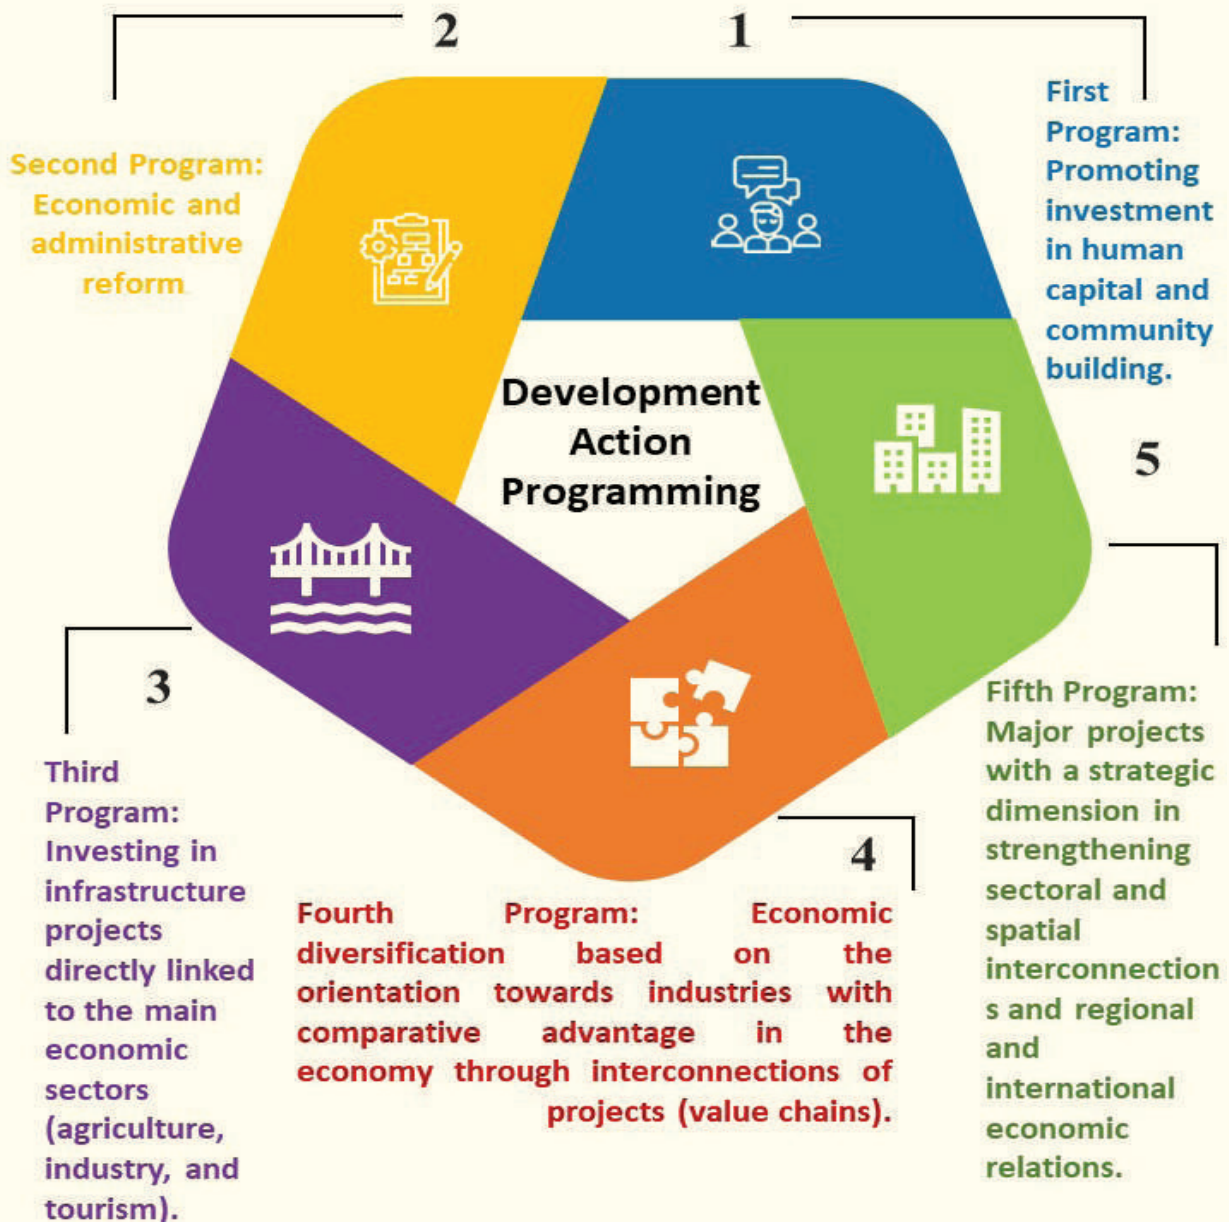 2
1
First
Program:
Promoting
investment
in human
capital and
community
building.
Second Program:
Economic and
administrative
reform
Development
Action
Programming
5
3
Third
Program:
Investing in
infrastructure
projects
directly linked
to the main
economic
sectors
(agriculture,
industry, and
tourism).
4
Fourth Program: Economic
diversification based on the
orientation towards industries with
comparative advantage in the
economy through interconnections of
projects (value chains).
Fifth Program:
Major projects
with a strategic
dimension in
strengthening
sectoral and
spatial
interconnection
s and regional
and
international
economic
relations.